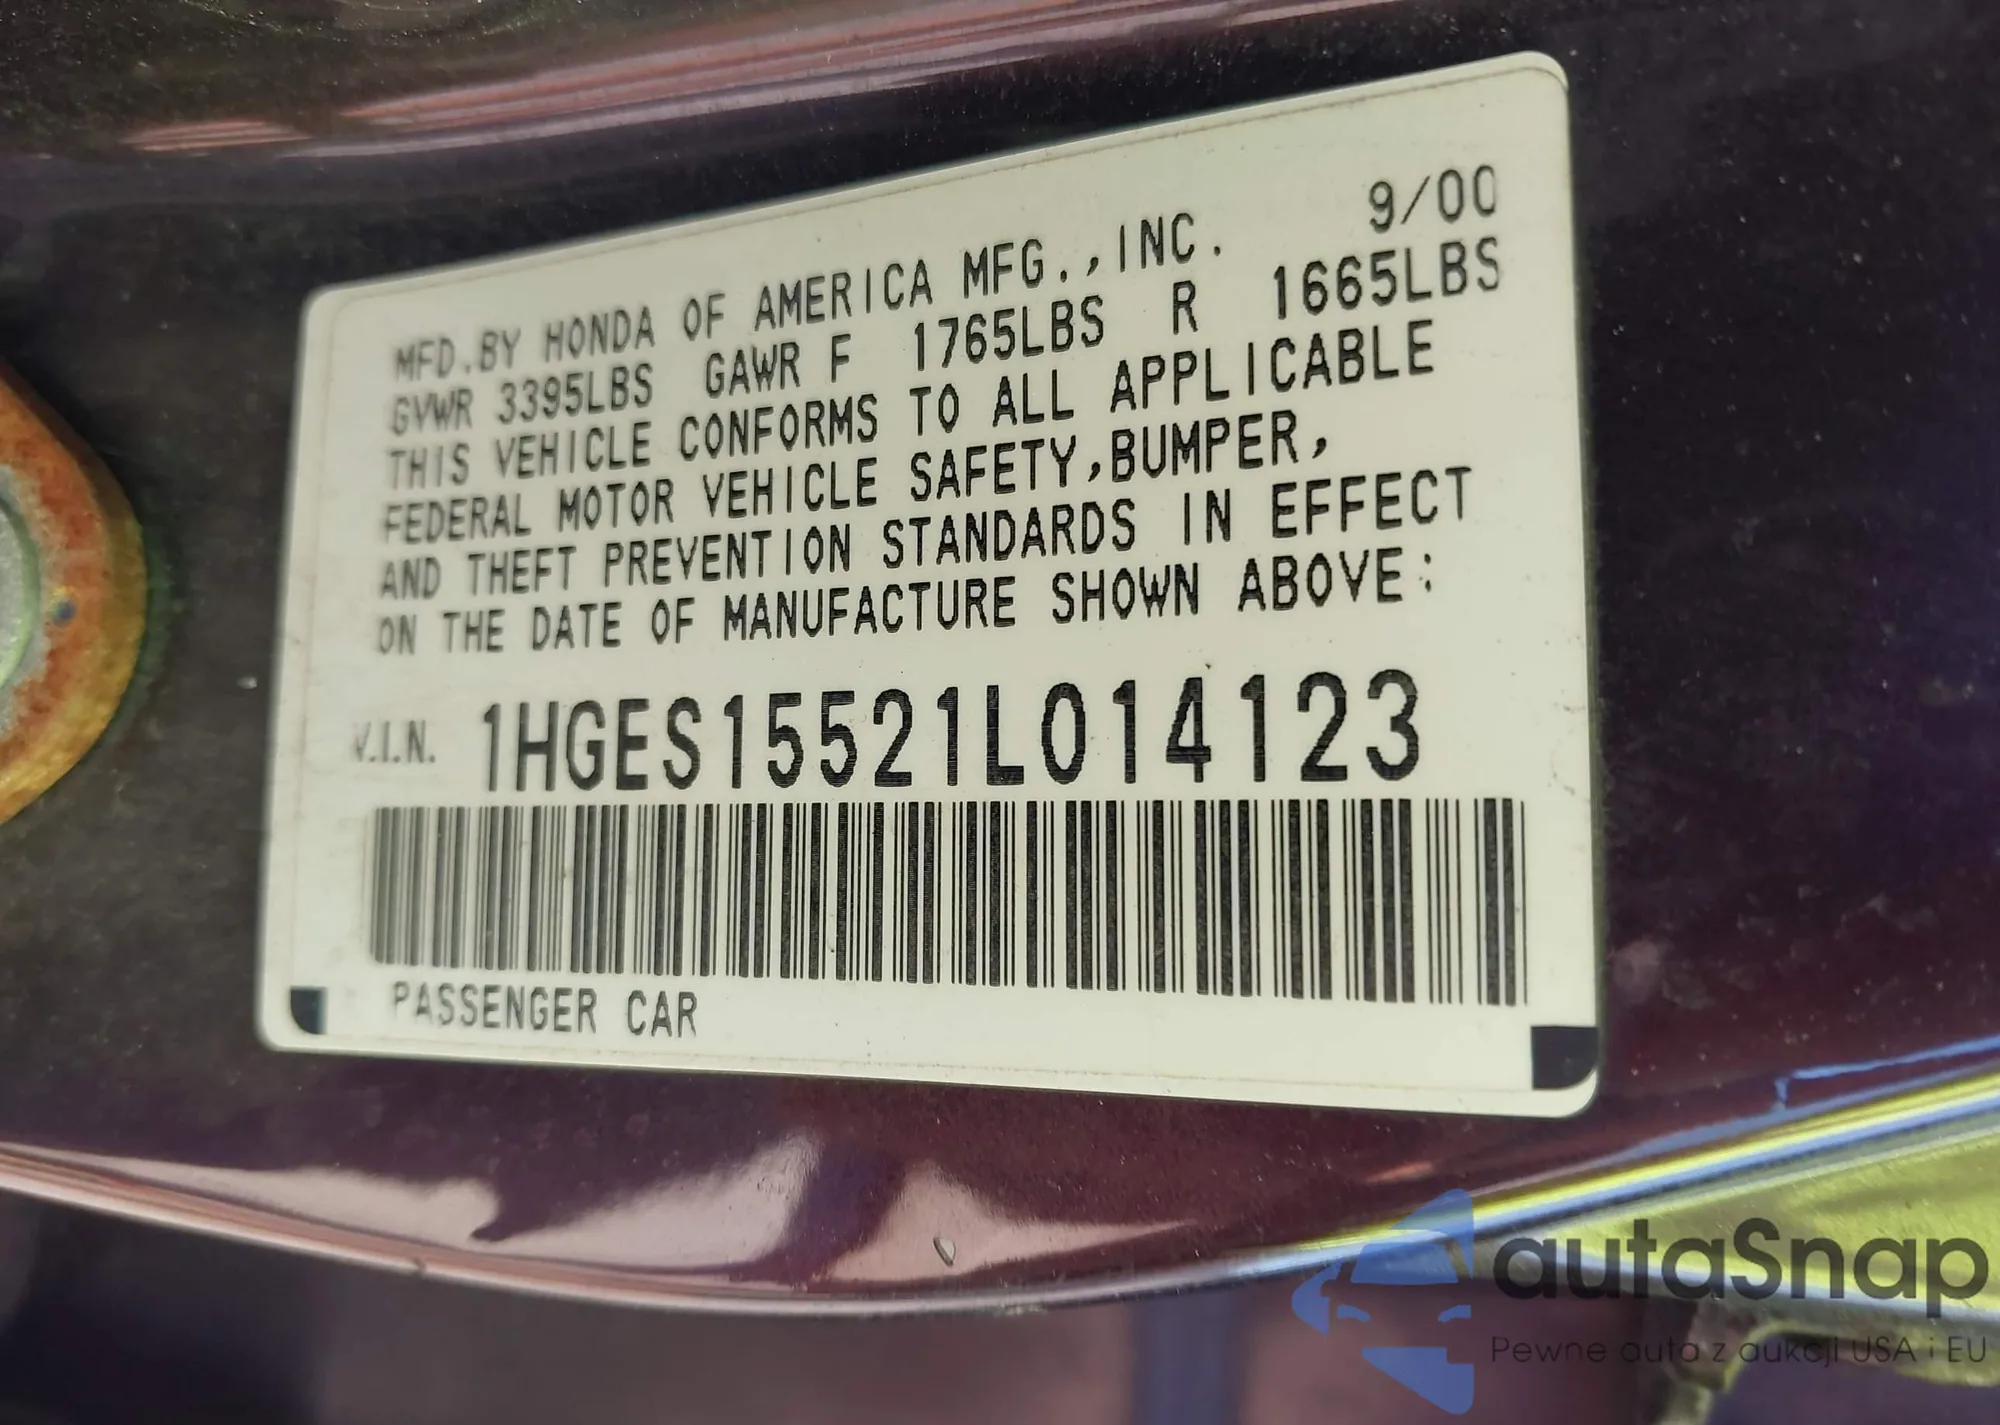 MFD.BY HONDA OF AMERICA MFG.,INC. 9/00
GVWR 3395LBS GAWR F 1765LBS R 1665LBS
THIS VEHICLE CONFORMS TO ALL APPLICABLE
FEDERAL MOTOR VEHICLE SAFETY,BUMPER,
AND THEFT PREVENTION STANDARDS IN EFFECT
ON THE DATE OF MANUFACTURE SHOWN ABOVE:
V.I.N. 1HGES15521L014123
PASSENGER CAR
autaSnap
Pewne auta z aukcji USA i EU